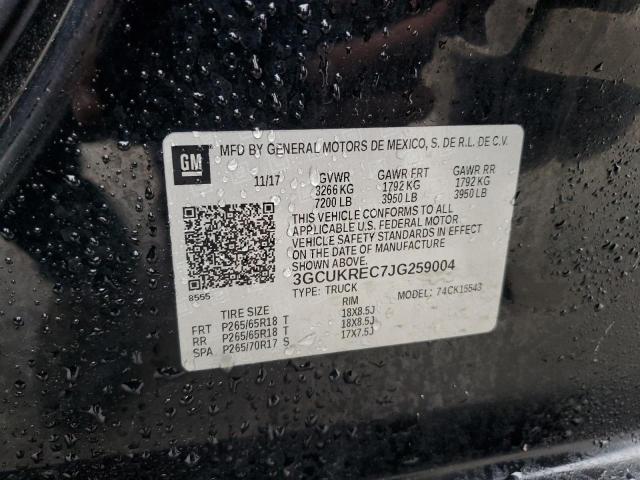 GM MFD BY GENERAL MOTORS DE MEXICO, S. DE R.L. DE C.V.
11/17 GVWR GAWR FRT GAWR RR
3266 KG 1792 KG 1792 KG
7200 LB 3950 LB 3950 LB
THIS VEHICLE CONFORMS TO ALL
APPLICABLE U.S. FEDERAL MOTOR
VEHICLE SAFETY STANDARDS IN EFFECT
ON THE DATE OF MANUFACTURE
SHOWN ABOVE.
3GCUKREC7JG259004
8555 TYPE: TRUCK MODEL: 74CK15543
TIRE SIZE RIM
FRT P265/65R18 T 18X8.5J
RR P265/65R18 T 18X8.5J
SPA P265/70R17 S 17X7.5J